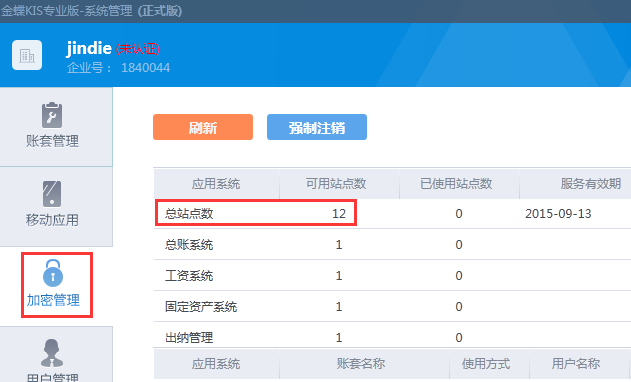 金蝶KIS专业版-系统管理 (正式版)
jindie (未认证)
企业号： 1840044
账套管理
移动应用
加密管理
用户管理
刷新 强制注销
应用系统 可用站点数 已使用站点数 服务有效期
总站点数 12 0 2015-09-13
总账系统 1 0
工资系统 1 0
固定资产系统 1 0
出纳管理 1 0
应用系统 账套名称 使用方式 用户名称